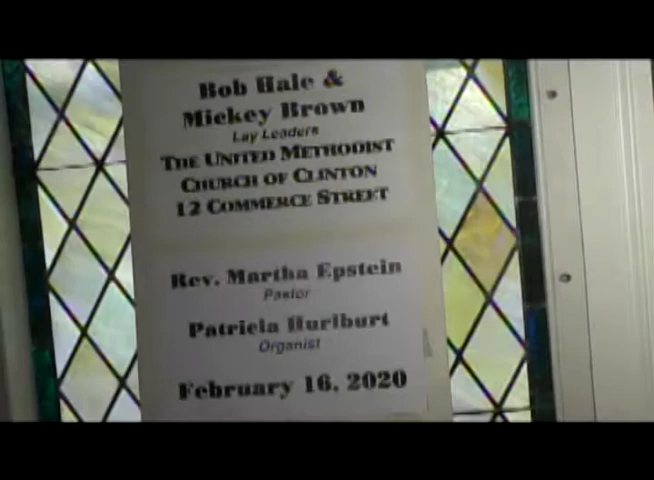 Bob Hale &
Mickey Brown
Lay Leaders
THE UNITED METHODIST
CHURCH OF CLINTON
12 COMMERCE STREET
Rev. Martha Epstein
Pastor
Patricia Hurlburt
Organist
February 16, 2020